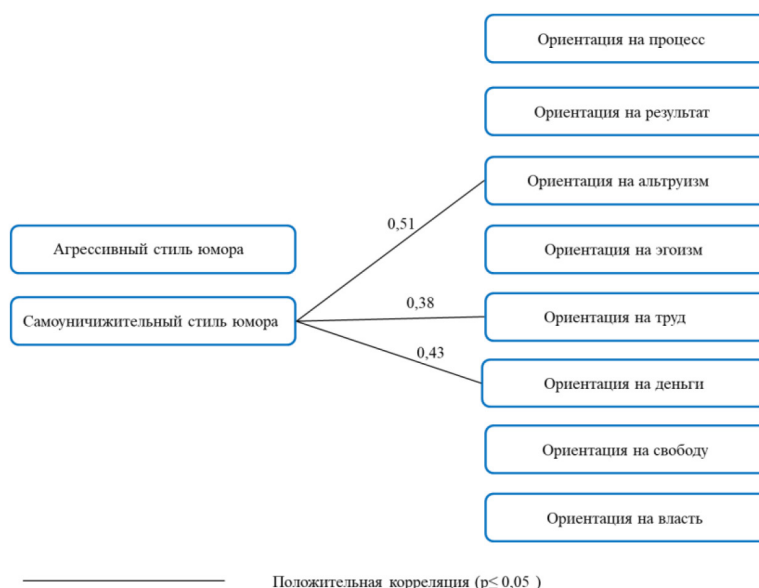 Ориентация на процесс
Ориентация на результат
Ориентация на альтруизм
0,51
Агрессивный стиль юмора
Ориентация на эгоизм
0,38
Самоуничижительный стиль юмора
Ориентация на труд
0,43
Ориентация на деньги
Ориентация на свободу
Ориентация на власть
Положительная корреляция (p≤ 0,05 )